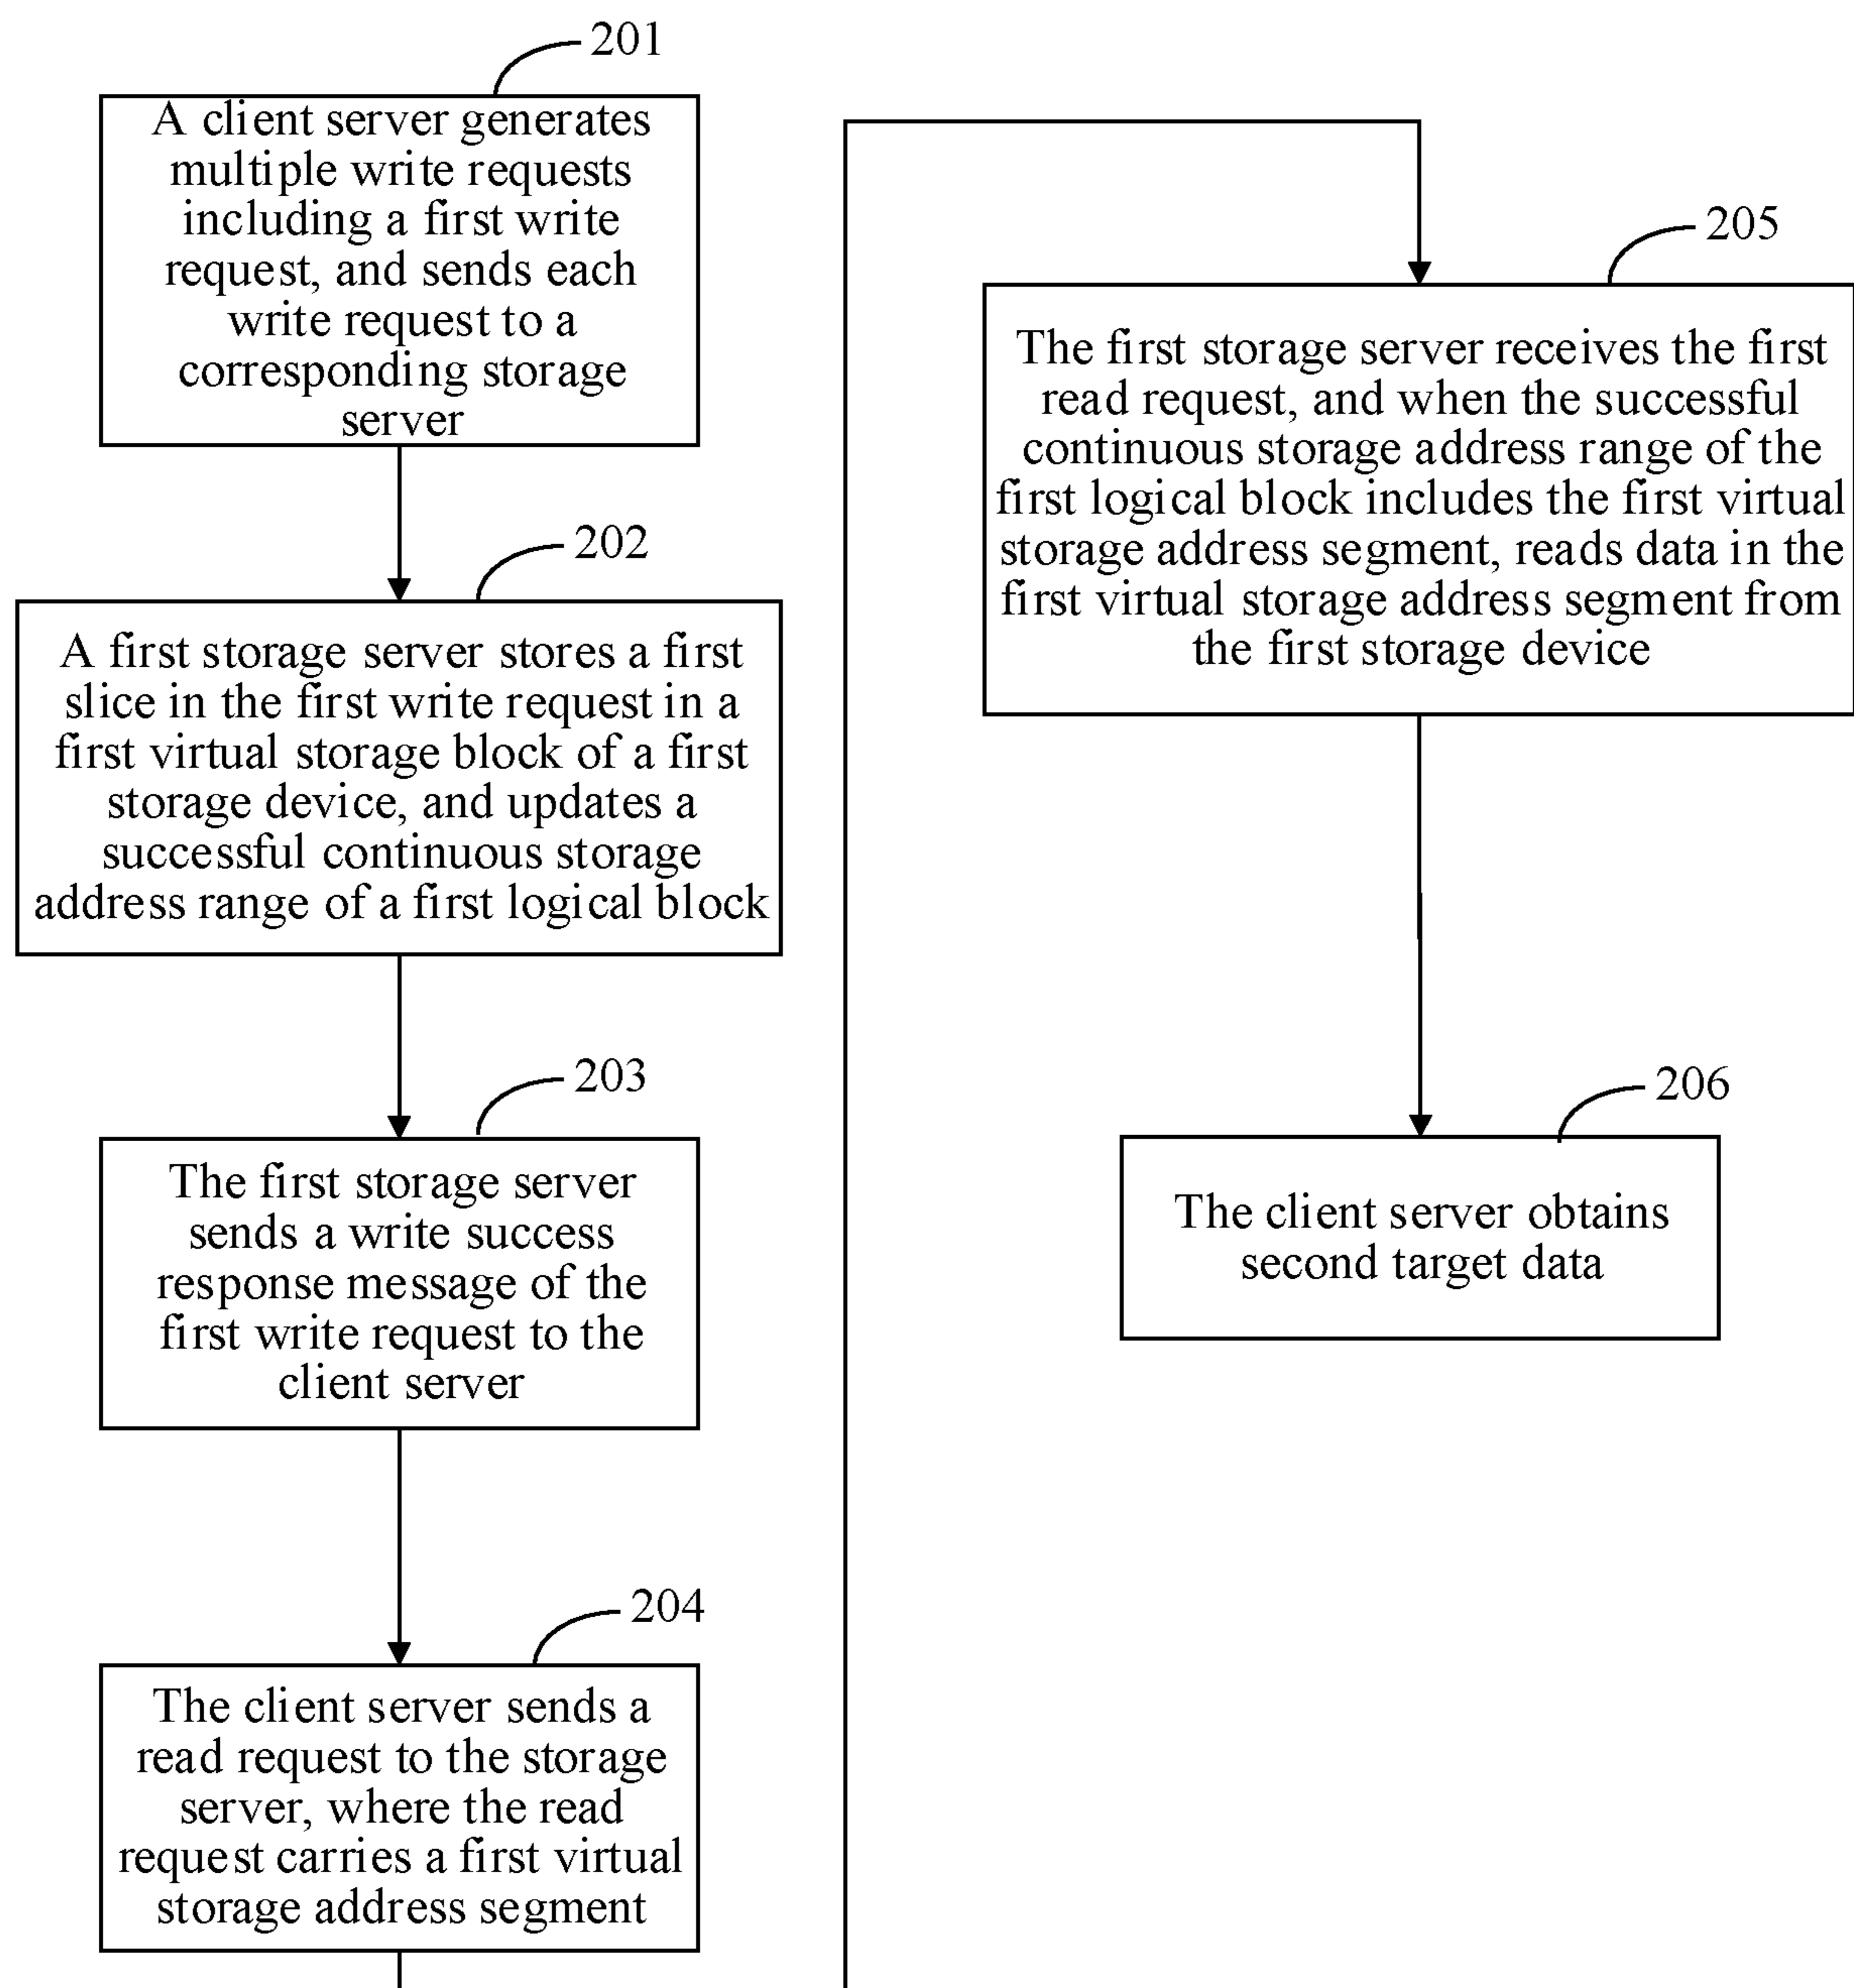 201
A client server generates
multiple write requests
including a first write
request, and sends each
write request to a
corresponding storage
server
202
A first storage server stores a first
slice in the first write request in a
first virtual storage block of a first
storage device, and updates a
successful continuous storage
address range of a first logical block
203
The first storage server
sends a write success
response message of the
first write request to the
client server
204
The client server sends a
read request to the storage
server, where the read
request carries a first virtual
storage address segment
205
The first storage server receives the first
read request, and when the successful
continuous storage address range of the
first logical block includes the first virtual
storage address segment, reads data in the
first virtual storage address segment from
the first storage device
206
The client server obtains
second target data